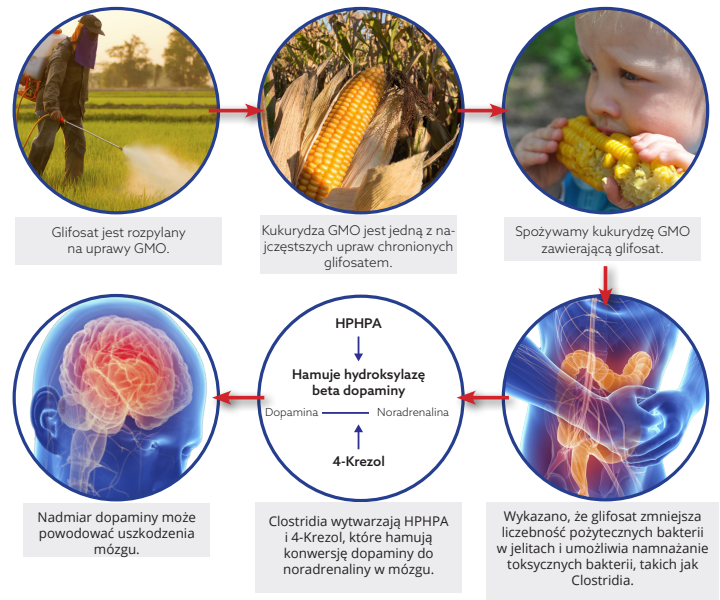 Glifosat jest rozpylany
na uprawy GMO.
Kukurydza GMO jest jedną z na-
jczęstszych upraw chronionych
glifosatem.
Spożywamy kukurydzę GMO
zawierającą glifosat.
Wykazano, że glifosat zmniejsza
liczebność pożytecznych bakterii
w jelitach i umożliwia namnażanie
toksycznych bakterii, takich jak
Clostridia.
HPHPA
Hamuje hydroksylazę
beta dopaminy
Dopamina Noradrenalina
4-Krezol
Clostridia wytwarzają HPHPA
i 4-Krezol, które hamują
konwersję dopaminy do
noradrenaliny w mózgu.
Nadmiar dopaminy może
powodować uszkodzenia
mózgu.